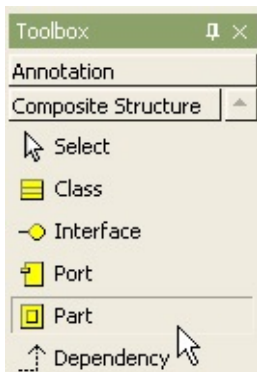 Toolbox
Annotation
Composite Structure
Select
Class
Interface
Port
Part
Dependency